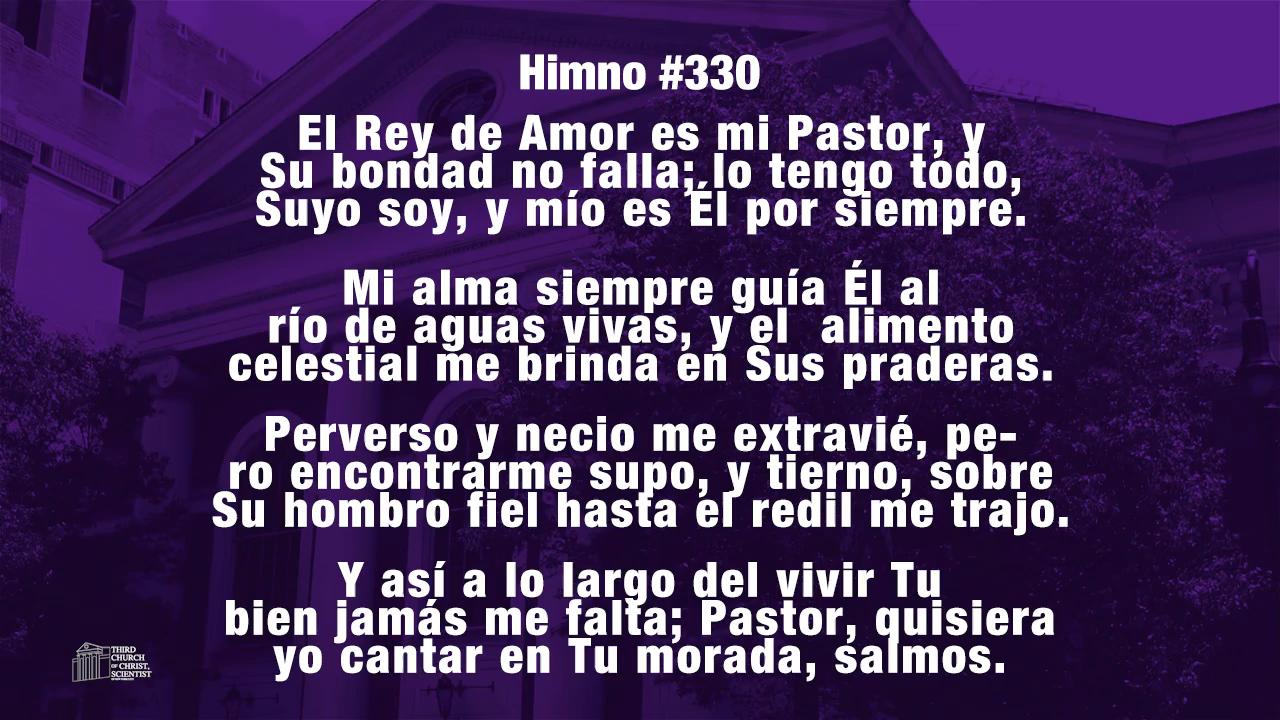 Himno #330
El Rey de Amor es mi Pastor, y
Su bondad no falla; lo tengo todo,
Suyo soy, y mío es Él por siempre.
Mi alma siempre guía Él al
río de aguas vivas, y el  alimento
celestial me brinda en Sus praderas.
Perverso y necio me extravié, pe-
ro encontrarme supo, y tierno, sobre
Su hombro fiel hasta el redil me trajo.
Y así a lo largo del vivir Tu
bien jamás me falta; Pastor, quisiera
yo cantar en Tu morada, salmos.
THIRD
CHURCH
OF CHRIST,
SCIENTIST